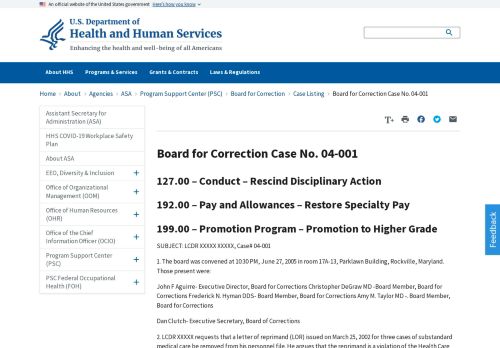 An official website of the United States government Here's how you know
U.S. Department of
Health and Human Services
Enhancing the health and well-being of all Americans
About HHS Programs & Services Grants & Contracts Laws & Regulations
Home › About › Agencies › ASA › Program Support Center (PSC) › Board for Correction › Case Listing › Board for Correction Case No. 04-001
Assistant Secretary for
Administration (ASA)
HHS COVID-19 Workplace Safety
Plan
About ASA
EEO, Diversity & Inclusion
Office of Organizational
Management (OOM)
Office of Human Resources
(OHR)
Office of the Chief
Information Officer (OCIO)
Program Support Center
(PSC)
PSC Federal Occupational
Health (FOH)
T+
Board for Correction Case No. 04-001
127.00 – Conduct – Rescind Disciplinary Action
192.00 – Pay and Allowances – Restore Specialty Pay
199.00 – Promotion Program – Promotion to Higher Grade
SUBJECT: LCDR XXXXX XXXXX, Case# 04-001
1. The board was convened at 10:30 PM, June 27, 2005 in room 17A-13, Parklawn Building, Rockville, Maryland.
Those present were:
John F Aguirre- Executive Director, Board for Corrections Christopher DeGraw MD -Board Member, Board for
Corrections Frederick N. Hyman DDS- Board Member, Board for Corrections Amy M. Taylor MD -. Board Member,
Board for Corrections
Dan Clutch- Executive Secretary, Board of Corrections
2. LCDR XXXXX requests that a letter of reprimand (LOR) issued on March 25, 2002 for three cases of substandard
medical care be removed from his personnel file. He argues that the reprimand is a violation of the Health Care
Feedback